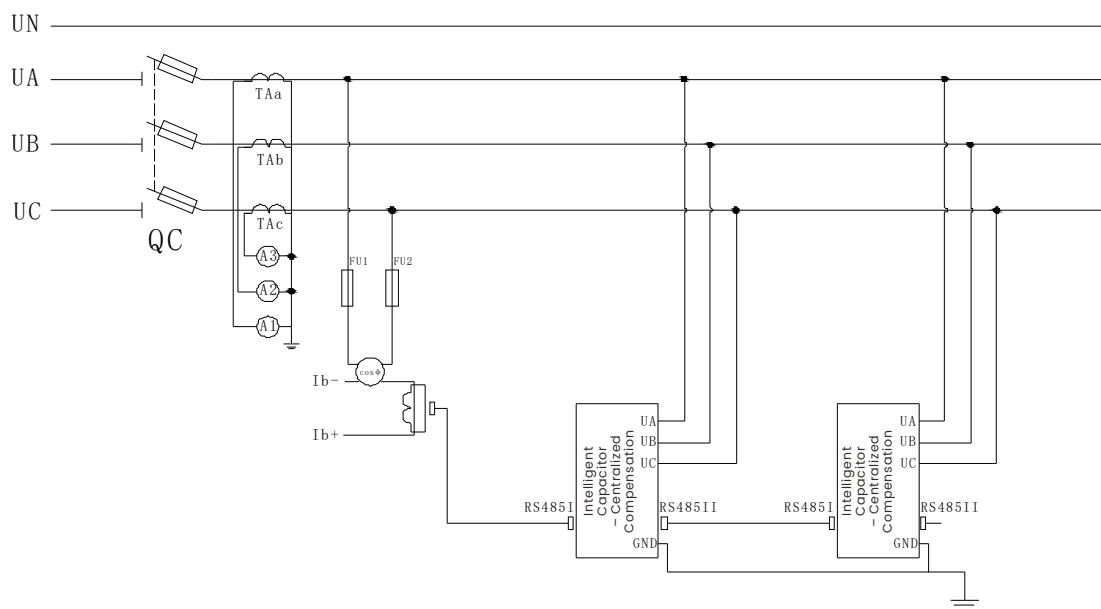 UN
UA
TAa
UB
TAb
UC
TAc
QC
A3
FU1
FU2
A2
A1
cosΦ
Ib-
Ib+
Intelligent
Capacitor
- Centralized
Compensation
UA
UB
UC
RS485I
RS485II
GND
Intelligent
Capacitor
- Centralized
Compensation
UA
UB
UC
RS485I
RS485II
GND